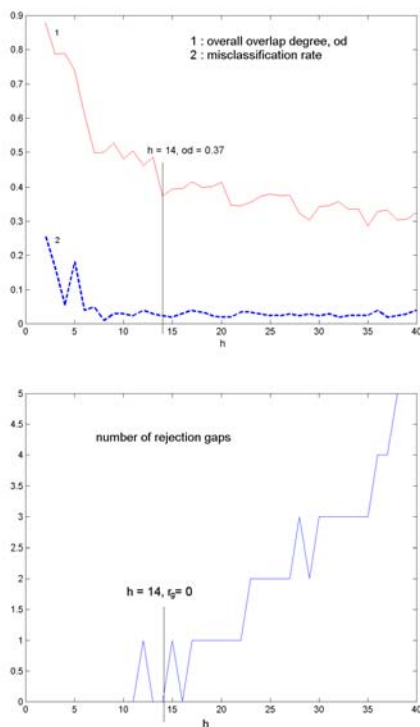 0.9
0.8
0.7
0.6
0.5
0.4
0.3
0.2
0.1
0
1
2
1 : overall overlap degree, od
2 : misclassification rate
h = 14, od = 0.37
0 5 10 15 20 25 30 35 40
h
5
4.5
4
3.5
3
2.5
2
1.5
1
0.5
0
number of rejection gaps
h = 14, rg= 0
0 5 10 15 20 25 30 35 40
h